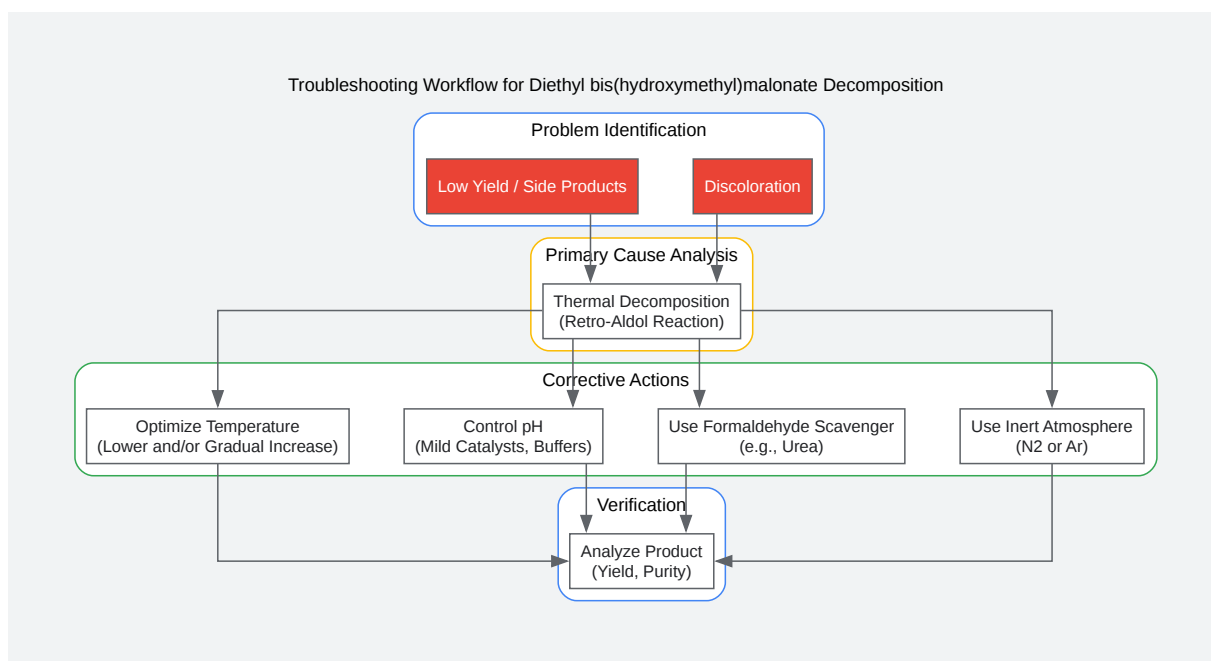 Troubleshooting Workflow for Diethyl bis(hydroxymethyl)malonate Decomposition
Problem Identification
Low Yield / Side Products
Discoloration
Primary Cause Analysis
Thermal Decomposition
(Retro-Aldol Reaction)
Corrective Actions
Optimize Temperature
(Lower and/or Gradual Increase)
Control pH
(Mild Catalysts, Buffers)
Use Formaldehyde Scavenger
(e.g., Urea)
Use Inert Atmosphere
(N2 or Ar)
Verification
Analyze Product
(Yield, Purity)